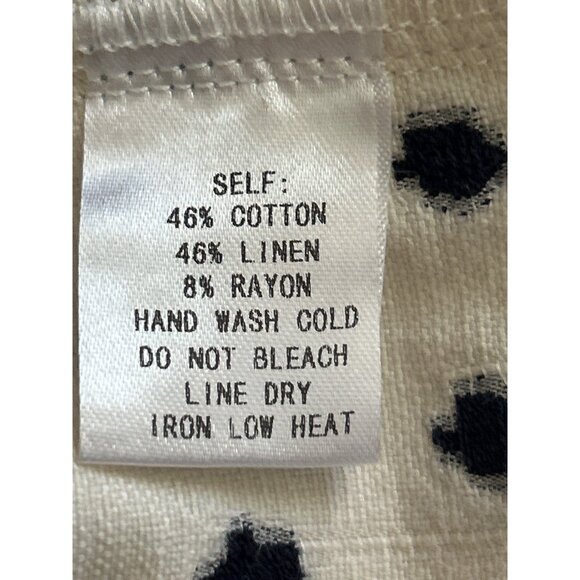 SELF:
46% COTTON
46% LINEN
8% RAYON
HAND WASH COLD
DO NOT BLEACH
LINE DRY
IRON LOW HEAT